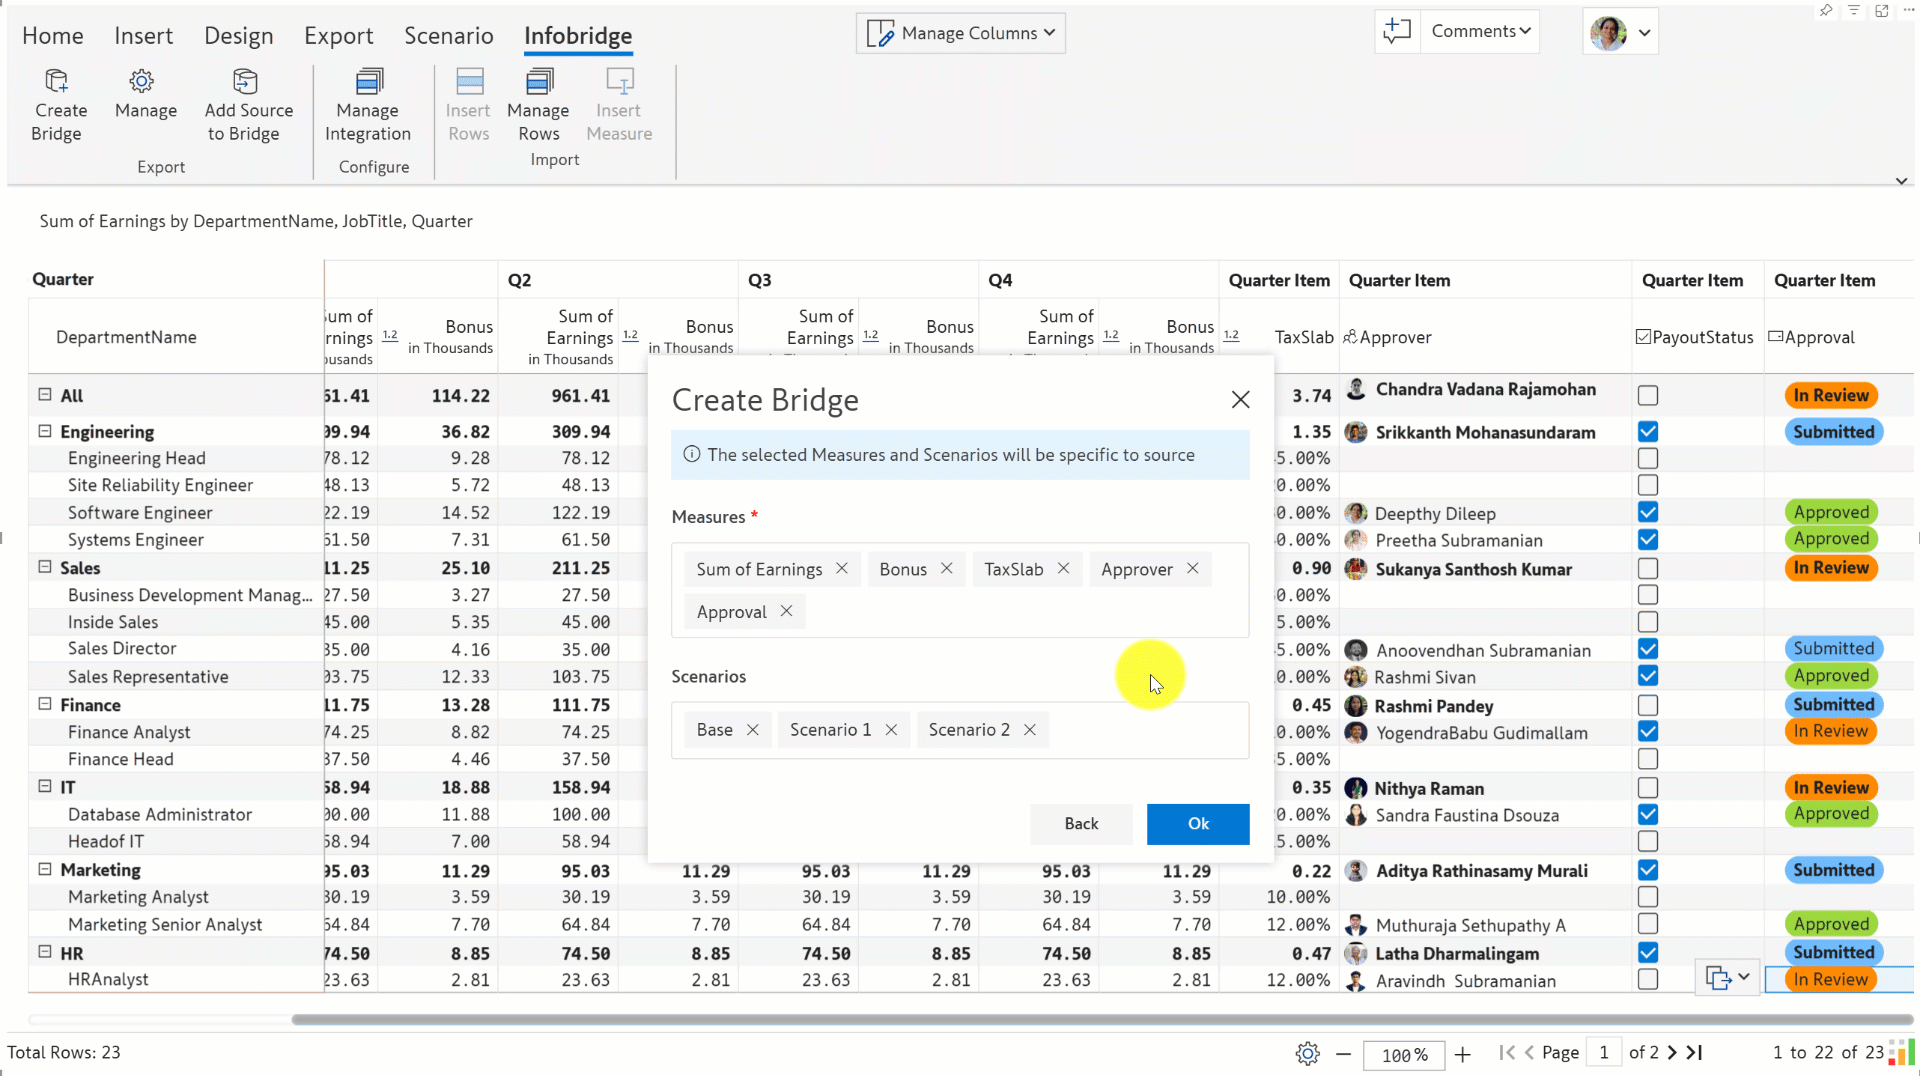 Home Insert Design Export Scenario Infobridge Manage Columns Comments
Create Bridge Manage Add Source to Bridge Manage Integration Insert Rows Manage Rows Insert Measure
Export Configure Import
Sum of Earnings by DepartmentName, JobTitle, Quarter
Quarter Q2 Q3 Q4 Quarter Item Quarter Item Quarter Item Quarter Item
DepartmentName 1.2 Bonus in Thousands Sum of Earnings in Thousands 1.2 Bonus in Thousands Sum of Earnings 1.2 Bonus in Thousands Sum of Earnings 1.2 Bonus in Thousands 1.2 TaxSlab Approver PayoutStatus Approval
All 61.41 114.22 961.41 3.74 Chandra Vadana Rajamohan In Review
Engineering 09.94 36.82 309.94 1.35 Srikkanth Mohanasundaram Submitted
Engineering Head 78.12 9.28 78.12 5.00%
Site Reliability Engineer 48.13 5.72 48.13 0.00%
Software Engineer 22.19 14.52 122.19 0.00% Deepthy Dileep Approved
Systems Engineer 61.50 7.31 61.50 0.00% Preetha Subramanian Approved
Sales 11.25 25.10 211.25 0.90 Sukanya Santhosh Kumar In Review
Business Development Manag... 27.50 3.27 27.50 0.00%
Inside Sales 45.00 5.35 45.00 5.00%
Sales Director 35.00 4.16 35.00 5.00% Anoovendhan Subramanian Submitted
Sales Representative 03.75 12.33 103.75 0.00% Rashmi Sivan Approved
Finance 11.75 13.28 111.75 0.45 Rashmi Pandey Submitted
Finance Analyst 74.25 8.82 74.25 0.00% YogendraBabu Gudimallam In Review
Finance Head 37.50 4.46 37.50 5.00%
IT 58.94 18.88 158.94 0.35 Nithya Raman In Review
Database Administrator 00.00 11.88 100.00 0.00% Sandra Faustina Dsouza Approved
Headof IT 58.94 7.00 58.94 5.00%
Marketing 95.03 11.29 95.03 11.29 95.03 11.29 95.03 11.29 0.22 Aditya Rathinasamy Murali Submitted
Marketing Analyst 30.19 3.59 30.19 3.59 30.19 3.59 30.19 3.59 10.00%
Marketing Senior Analyst 64.84 7.70 64.84 7.70 64.84 7.70 64.84 7.70 12.00% Muthuraja Sethupathy A Approved
HR 74.50 8.85 74.50 8.85 74.50 8.85 74.50 8.85 0.47 Latha Dharmalingam Submitted
HRAnalyst 23.63 2.81 23.63 2.81 23.63 2.81 23.63 2.81 12.00% Aravindh Subramanian In Review
Create Bridge
The selected Measures and Scenarios will be specific to source
Measures *
Sum of Earnings Bonus TaxSlab Approver
Approval
Scenarios
Base Scenario 1 Scenario 2
Back Ok
Total Rows: 23 100% Page 1 of 2 1 to 22 of 23